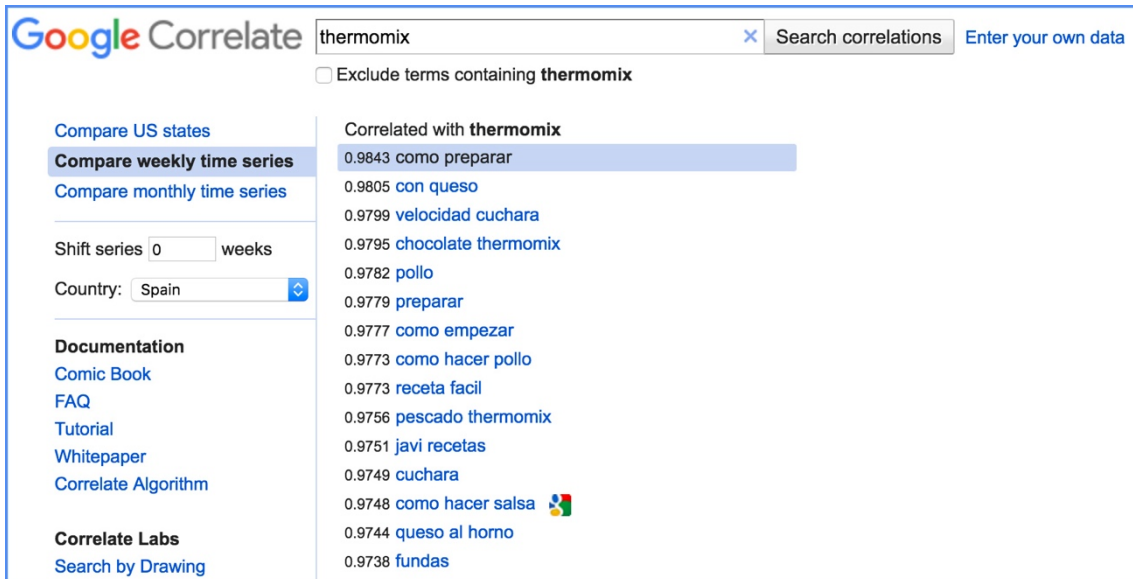 Google Correlate thermomix × Search correlations Enter your own data
Exclude terms containing thermomix
Compare US states
Compare weekly time series
Compare monthly time series
Shift series 0 weeks
Country: Spain
Documentation
Comic Book
FAQ
Tutorial
Whitepaper
Correlate Algorithm
Correlate Labs
Search by Drawing
Correlated with thermomix
0.9843 como preparar
0.9805 con queso
0.9799 velocidad cuchara
0.9795 chocolate thermomix
0.9782 pollo
0.9779 preparar
0.9777 como empezar
0.9773 como hacer pollo
0.9773 receta facil
0.9756 pescado thermomix
0.9751 javi recetas
0.9749 cuchara
0.9748 como hacer salsa
0.9744 queso al horno
0.9738 fundas